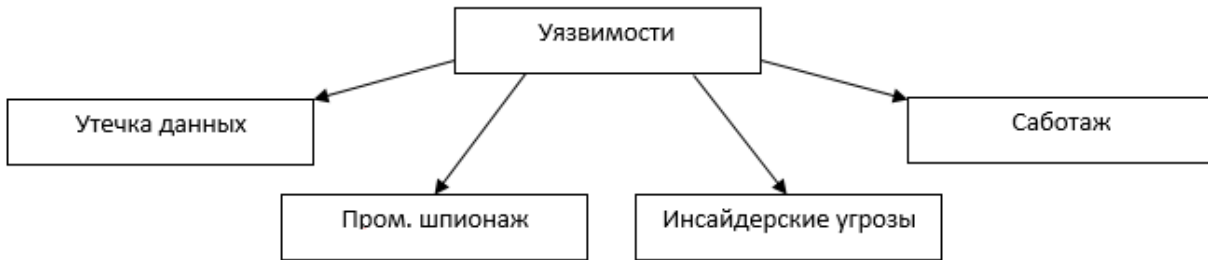 Уязвимости
Утечка данных
Саботаж
Пром. шпионаж
Инсайдерские угрозы